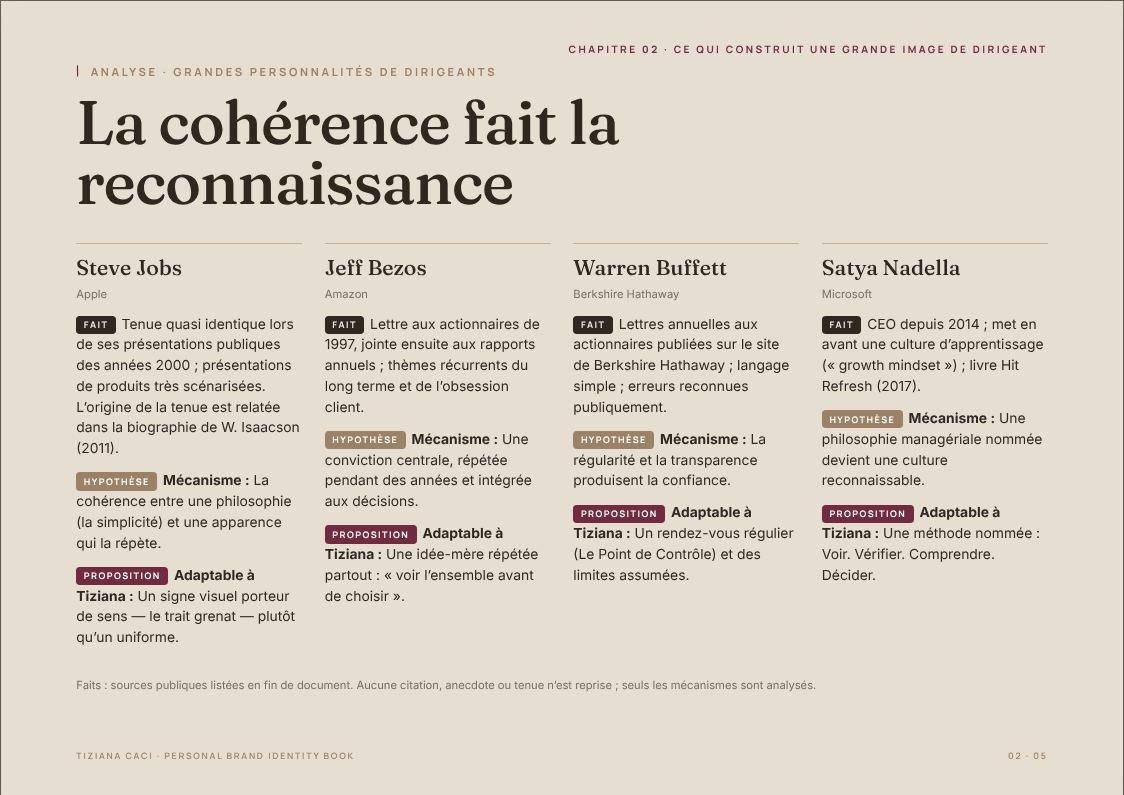 CHAPITRE 02 · CE QUI CONSTRUIT UNE GRANDE IMAGE DE DIRIGEANT
ANALYSE · GRANDES PERSONNALITÉS DE DIRIGEANTS
La cohérence fait la
reconnaissance
Steve Jobs
Apple
FAIT Tenue quasi identique lors
de ses présentations publiques
des années 2000 ; présentations
de produits très scénarisées.
L’origine de la tenue est relatée
dans la biographie de W. Isaacson
(2011).
HYPOTHÈSE Mécanisme : La
cohérence entre une philosophie
(la simplicité) et une apparence
qui la répète.
PROPOSITION Adaptable à
Tiziana : Un signe visuel porteur
de sens — le trait grenat — plutôt
qu’un uniforme.
Jeff Bezos
Amazon
FAIT Lettre aux actionnaires de
1997, jointe ensuite aux rapports
annuels ; thèmes récurrents du
long terme et de l’obsession
client.
HYPOTHÈSE Mécanisme : Une
conviction centrale, répétée
pendant des années et intégrée
aux décisions.
PROPOSITION Adaptable à
Tiziana : Une idée-mère répétée
partout : « voir l’ensemble avant
de choisir ».
Warren Buffett
Berkshire Hathaway
FAIT Lettres annuelles aux
actionnaires publiées sur le site
de Berkshire Hathaway ; langage
simple ; erreurs reconnues
publiquement.
HYPOTHÈSE Mécanisme : La
régularité et la transparence
produisent la confiance.
PROPOSITION Adaptable à
Tiziana : Un rendez-vous régulier
(Le Point de Contrôle) et des
limites assumées.
Satya Nadella
Microsoft
FAIT CEO depuis 2014 ; met en
avant une culture d’apprentissage
(« growth mindset ») ; livre Hit
Refresh (2017).
HYPOTHÈSE Mécanisme : Une
philosophie managériale nommée
devient une culture
reconnaissable.
PROPOSITION Adaptable à
Tiziana : Une méthode nommée :
Voir. Vérifier. Comprendre.
Décider.
Faits : sources publiques listées en fin de document. Aucune citation, anecdote ou tenue n’est reprise ; seuls les mécanismes sont analysés.
TIZIANA CACI · PERSONAL BRAND IDENTITY BOOK
02 · 05